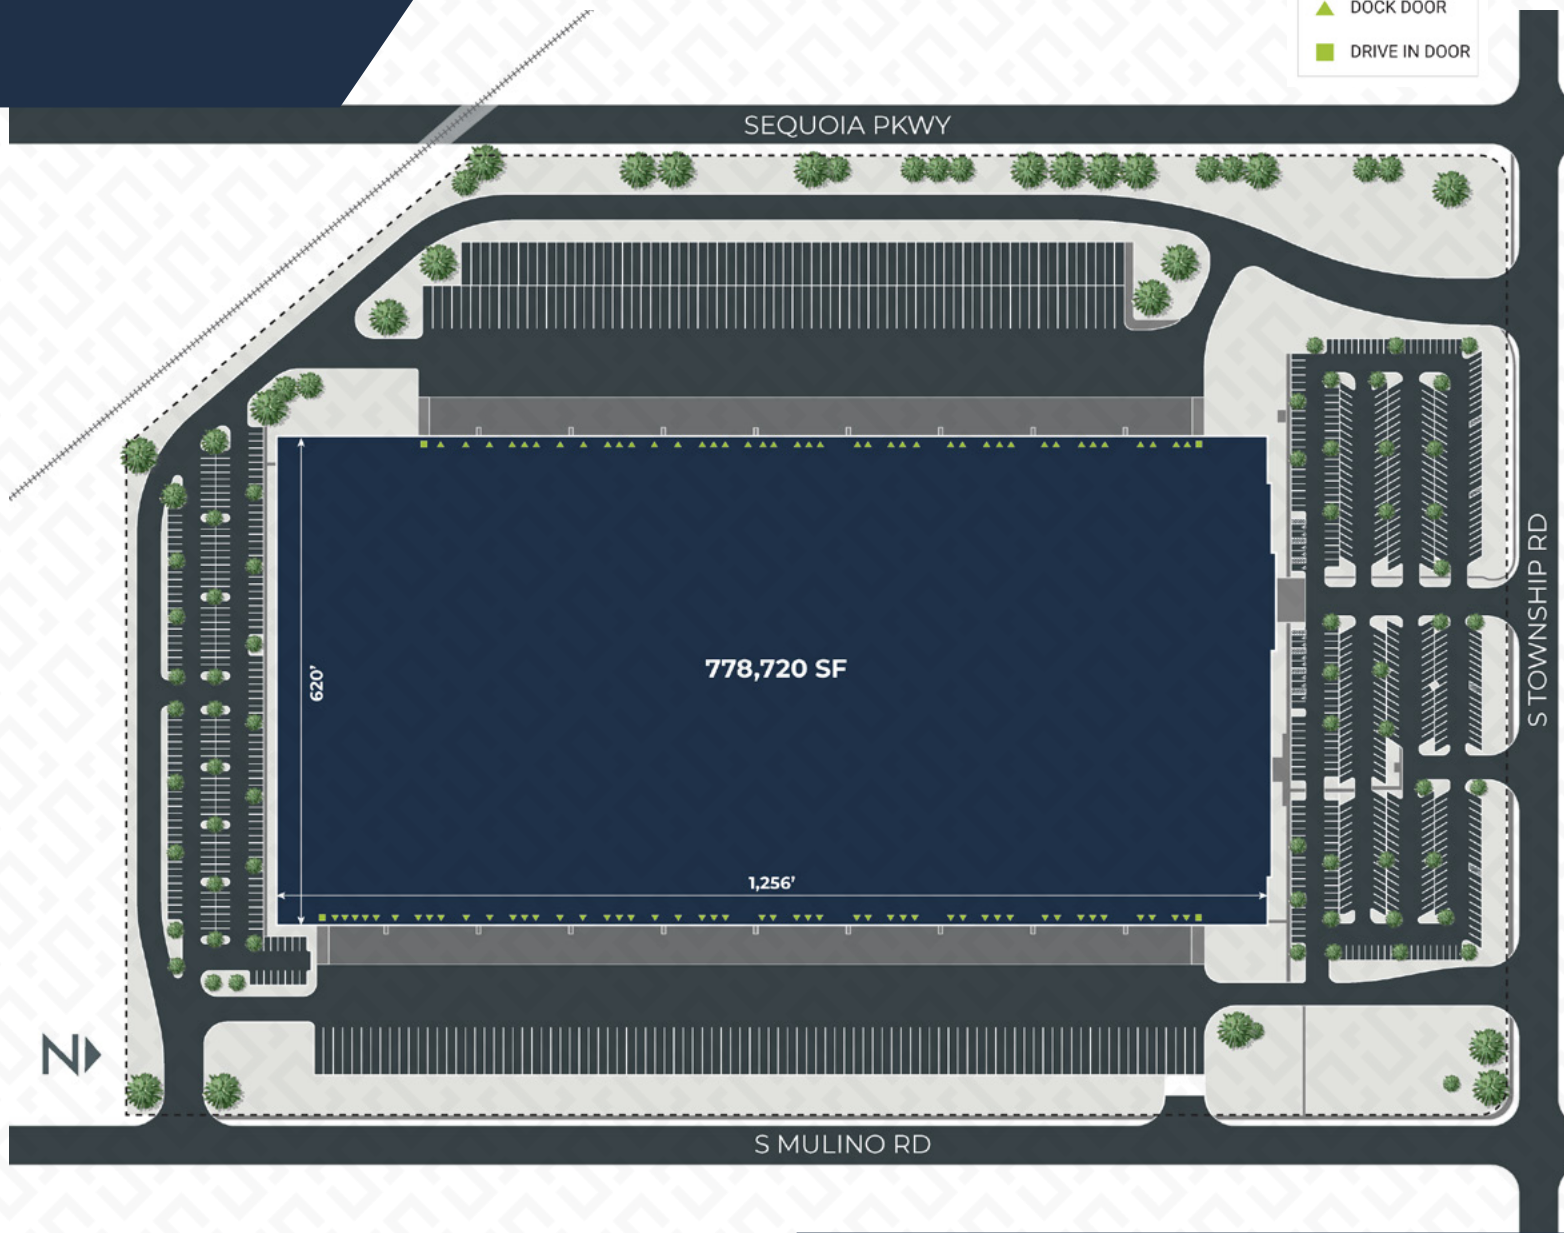 DOCK DOOR
DRIVE IN DOOR
SEQUOIA PKWY
S TOWNSHIP RD
778,720 SF
620’
1,256’
N
S MULINO RD